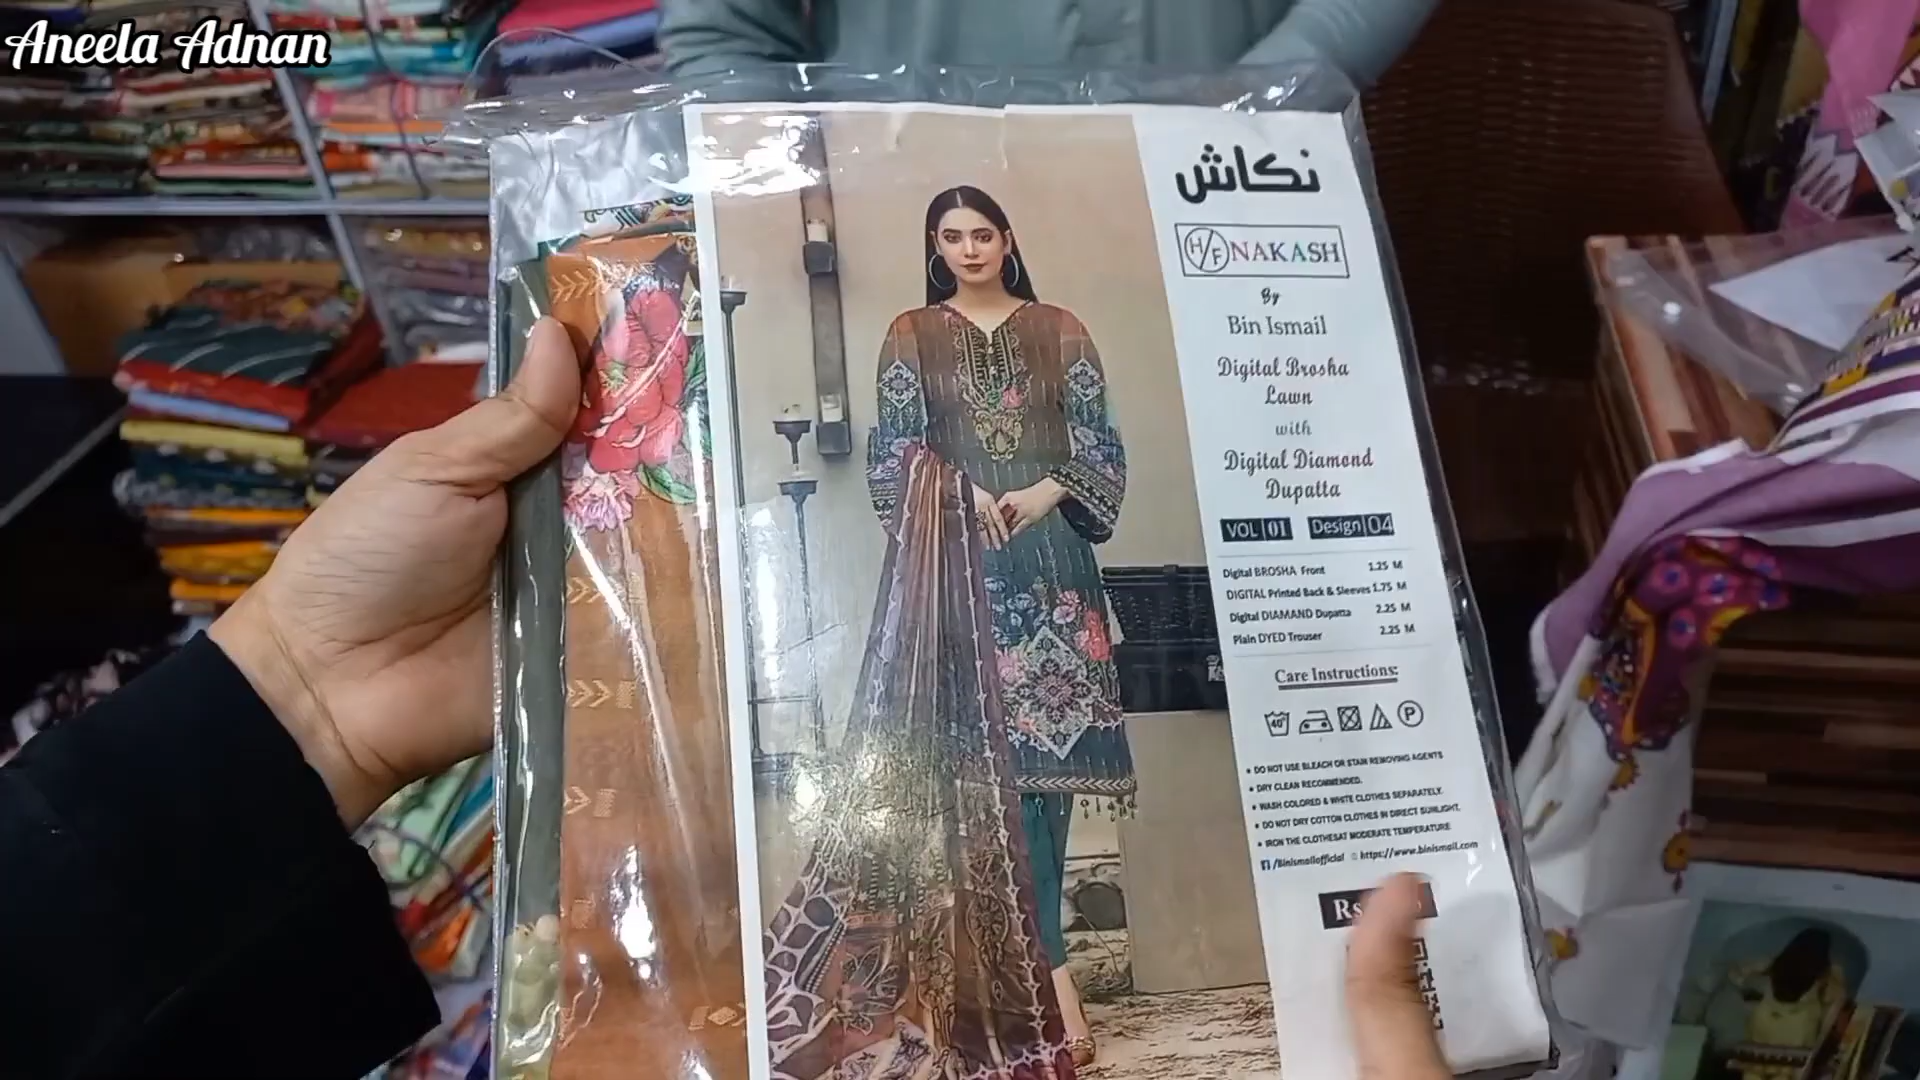 Aneela Adnan
نكاش
H/F NAKASH
By
Bin Ismail
Digital Brosha
Lawn
with
Digital Diamond
Dupatta
VOL 01 Design 04
Digital BROSHA Front 1.25 M
DIGITAL Printed Back & Sleeves 1.75 M
Digital DIAMAND Dupatta 2.25 M
Plain DYED Trouser 2.25 M
Care Instructions:
40° P
• DO NOT USE BLEACH OR STAIN REMOVING AGENTS
• DRY CLEAN RECOMMENDED.
• WASH COLORED & WHITE CLOTHES SEPARATELY.
• DO NOT DRY COTTON CLOTHES IN DIRECT SUNLIGHT.
• IRON THE CLOTHESAT MODERATE TEMPERATURE
/Binismailofficial https://www.binismail.com
Rs